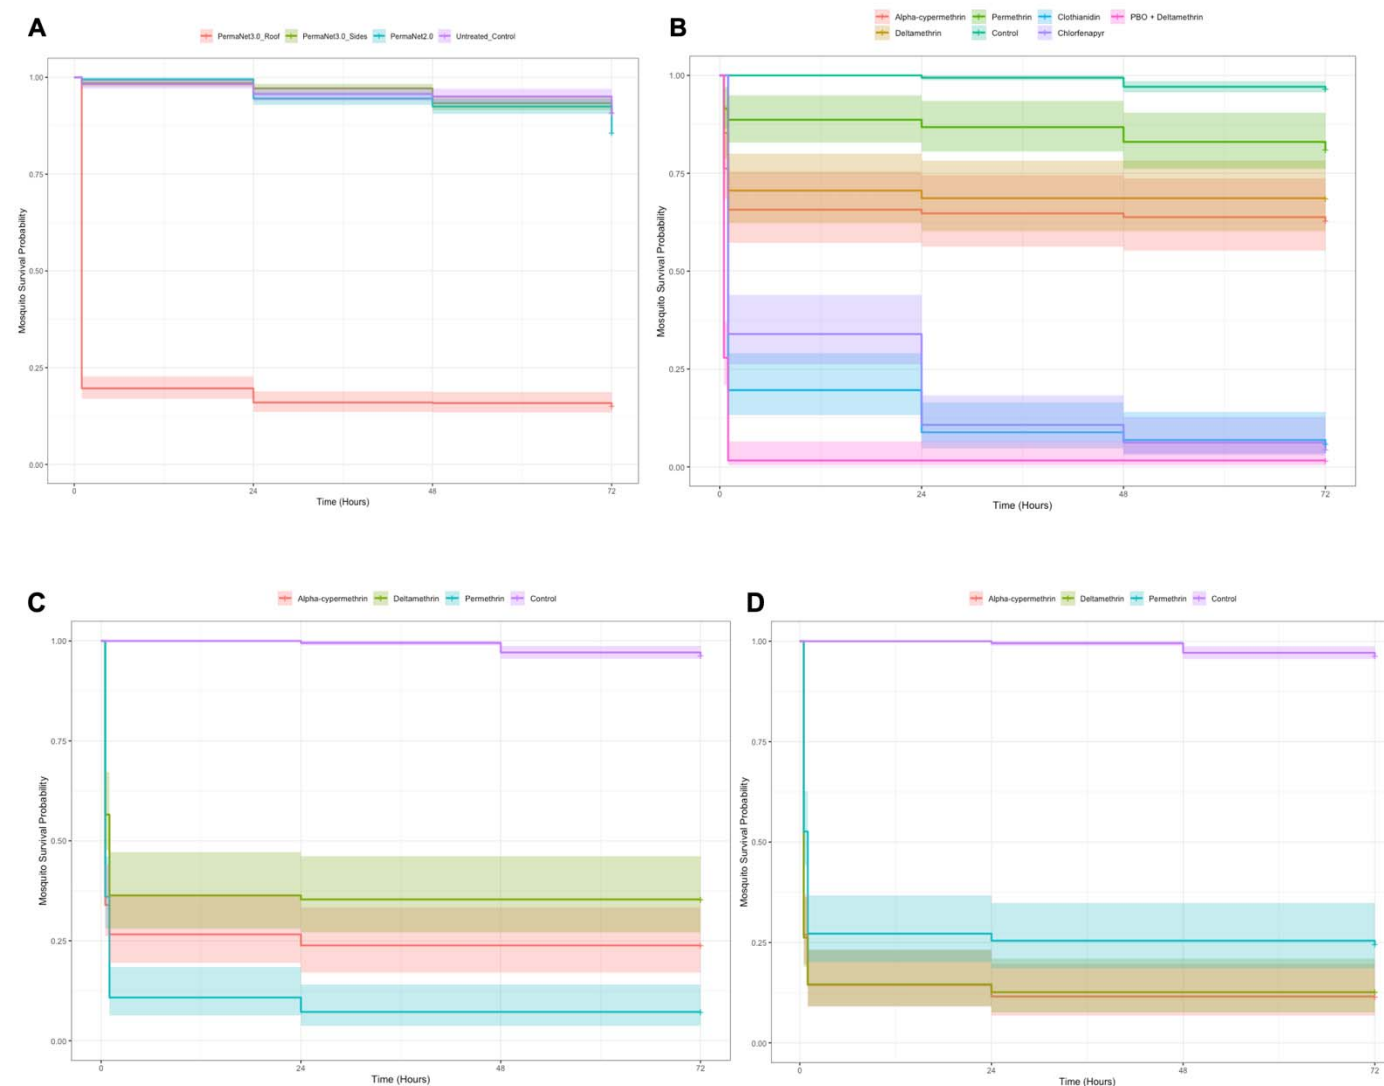 A
PermaNet3.0_Roof PermaNet3.0_Sides PermaNet2.0 Untreated_Control
1.00
0.75
0.50
0.25
0.00
Mosquito Survival Probability
0 24 48 72
Time (Hours)
B
Alpha-cypermethrin Permethrin Clothianidin PBO + Deltamethrin
Deltamethrin Control Chlorfenapyr
1.00
0.75
0.50
0.25
0.00
Mosquito Survival Probability
0 24 48 72
Time (Hours)
C
Alpha-cypermethrin Deltamethrin Permethrin Control
1.00
0.75
0.50
0.25
0.00
Mosquito Survival Probability
0 24 48 72
Time (Hours)
D
Alpha-cypermethrin Deltamethrin Permethrin Control
1.00
0.75
0.50
0.25
0.00
Mosquito Survival Probability
0 24 48 72
Time (Hours)